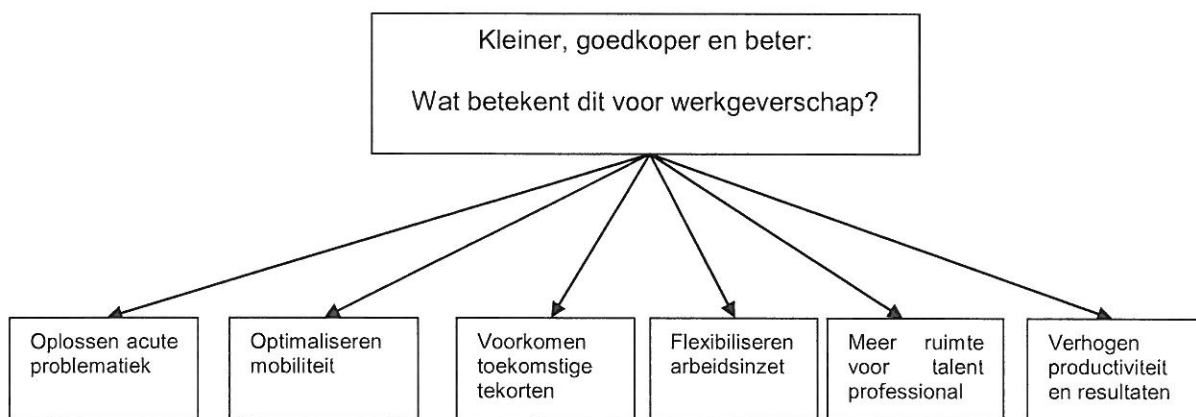 Kleiner, goedkoper en beter:
Wat betekent dit voor werkgeverschap?
Oplossen acute
problematiek
Optimaliseren
mobiliteit
Voorkomen
toekomstige
tekorten
Flexibiliseren
arbeidsinzet
Meer ruimte
voor talent
professional
Verhogen
productiviteit
en resultaten